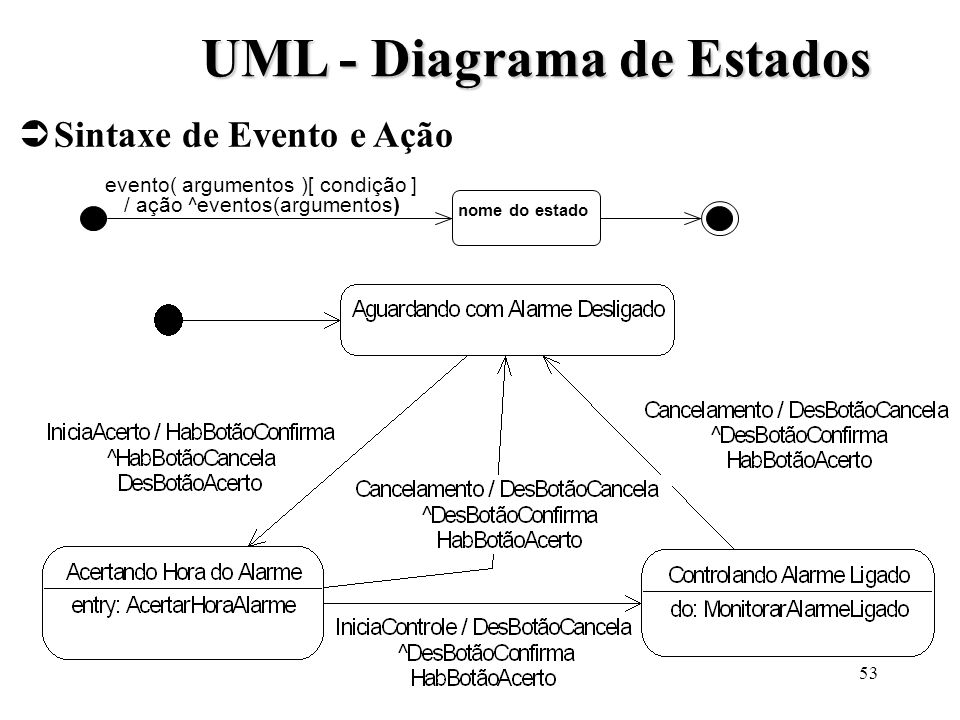 UML - Diagrama de Estados
Sintaxe de Evento e Ação
evento( argumentos )[ condição ]
/ ação ^eventos(argumentos)
nome do estado
Aguardando com Alarme Desligado
IniciaAcerto / HabBotãoConfirma
^HabBotãoCancela
DesBotãoAcerto
Cancelamento / DesBotãoCancela
^DesBotãoConfirma
HabBotãoAcerto
Cancelamento / DesBotãoCancela
^DesBotãoConfirma
HabBotãoAcerto
Acertando Hora do Alarme
entry: AcertarHoraAlarme
Controlando Alarme Ligado
do: MonitorarAlarmeLigado
IniciaControle / DesBotãoCancela
^DesBotãoConfirma
HabBotãoAcerto
53